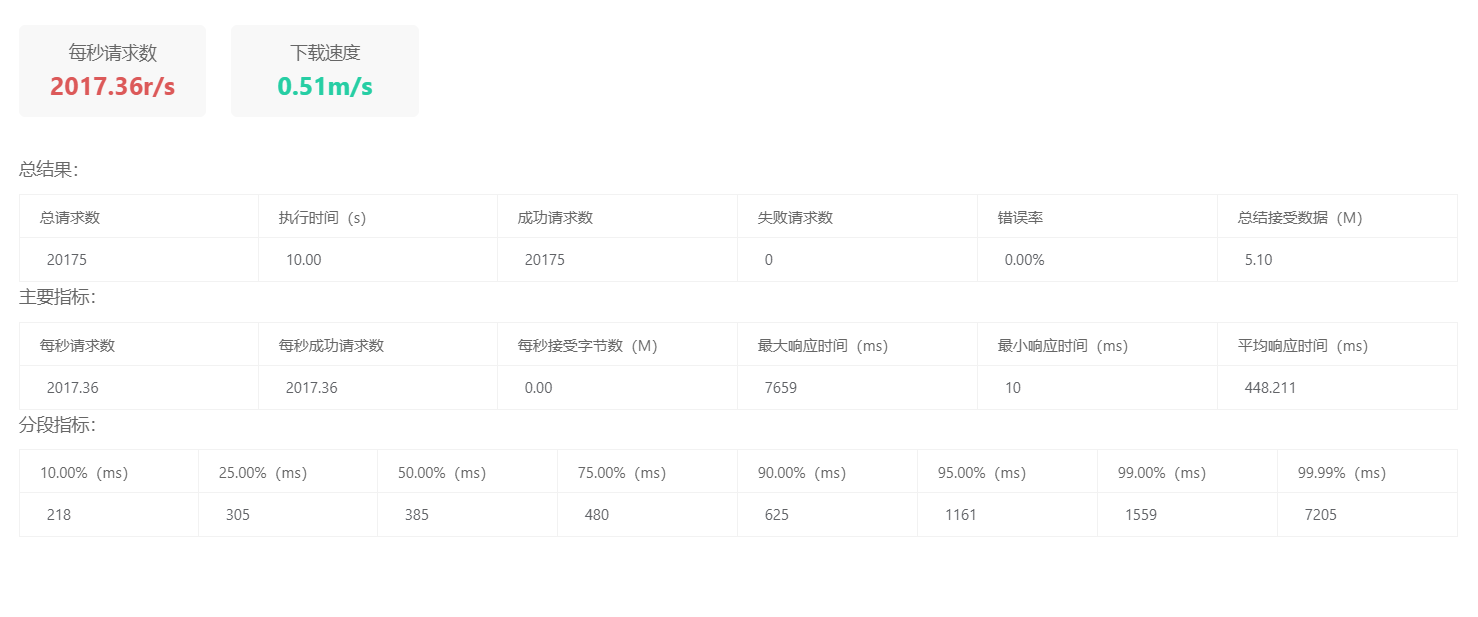 每秒请求数 下载速度
2017.36r/s 0.51m/s
总结果：
总请求数 执行时间（s） 成功请求数 失败请求数 错误率 总结接受数据（M）
20175 10.00 20175 0 0.00% 5.10
主要指标：
每秒请求数 每秒成功请求数 每秒接受字节数（M） 最大响应时间（ms） 最小响应时间（ms） 平均响应时间（ms）
2017.36 2017.36 0.00 7659 10 448.211
分段指标：
10.00%（ms） 25.00%（ms） 50.00%（ms） 75.00%（ms） 90.00%（ms） 95.00%（ms） 99.00%（ms） 99.99%（ms）
218 305 385 480 625 1161 1559 7205